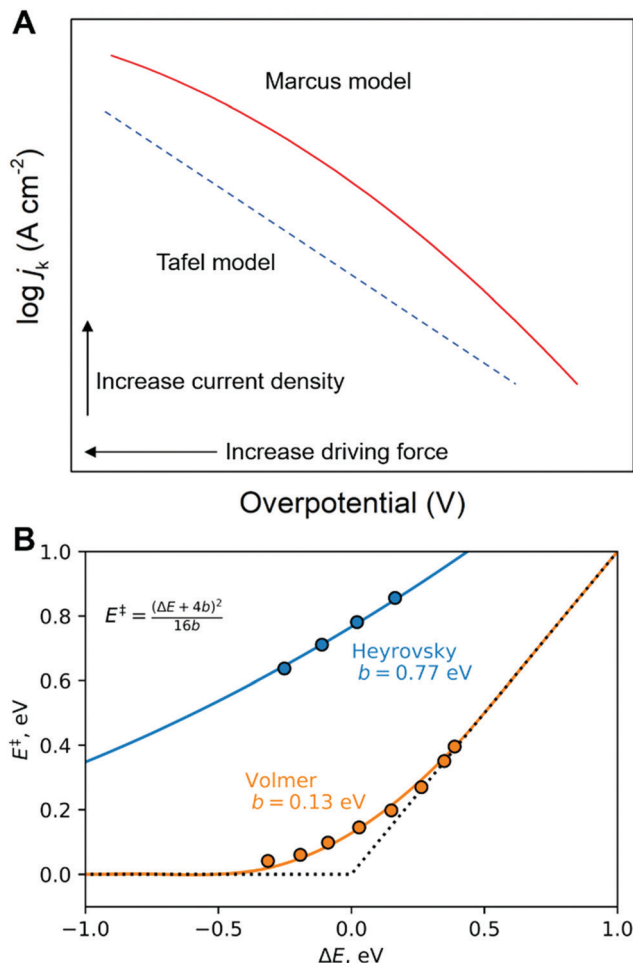 A
Marcus model
Tafel model
log jₖ (A cm⁻²)
Increase current density
Increase driving force
Overpotential (V)
B
E‡ = (ΔE + 4b)² / 16b
Heyrovsky
b = 0.77 eV
Volmer
b = 0.13 eV
E‡, eV
1.0
0.8
0.6
0.4
0.2
0.0
−1.0 −0.5 0.0 0.5 1.0
ΔE, eV